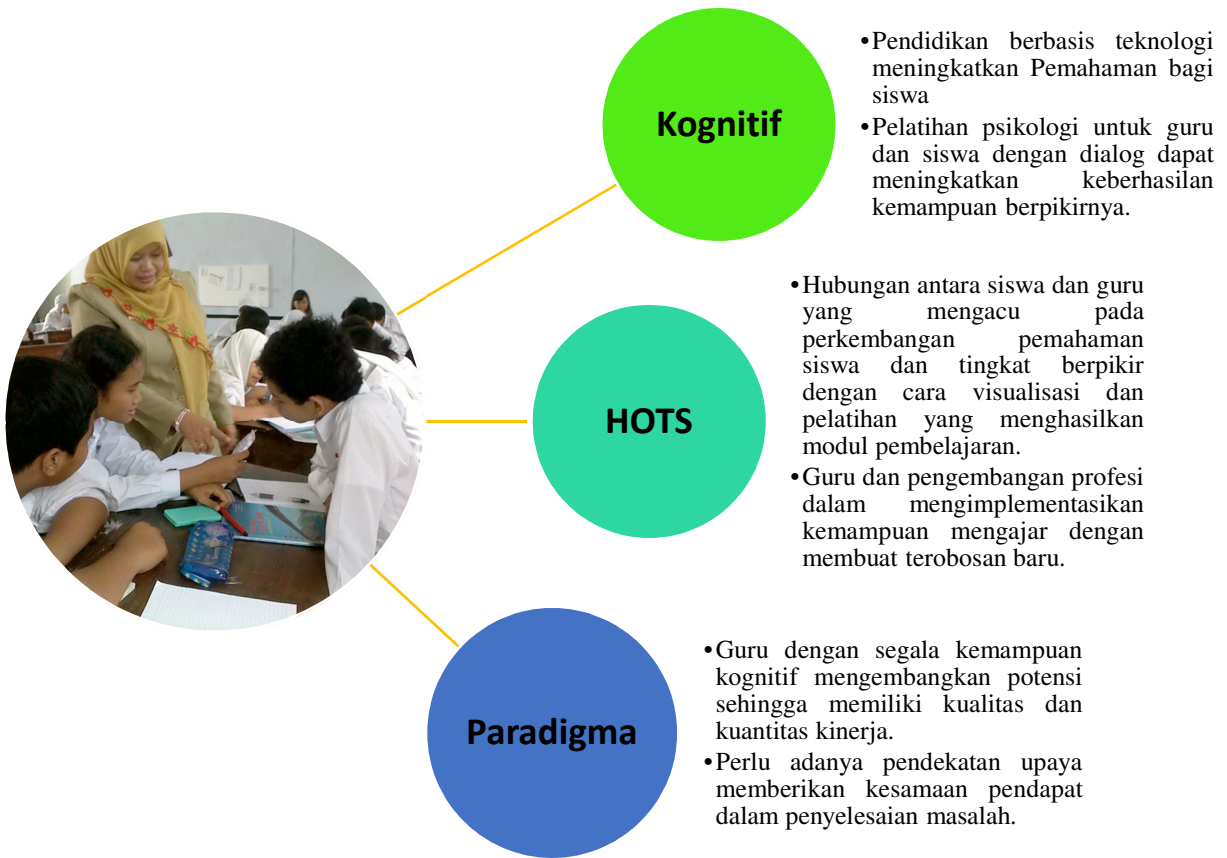 Kognitif
•Pendidikan berbasis teknologi
meningkatkan Pemahaman bagi
siswa
•Pelatihan psikologi untuk guru
dan siswa dengan dialog dapat
meningkatkan keberhasilan
kemampuan berpikirnya.
HOTS
•Hubungan antara siswa dan guru
yang mengacu pada
perkembangan pemahaman
siswa dan tingkat berpikir
dengan cara visualisasi dan
pelatihan yang menghasilkan
modul pembelajaran.
•Guru dan pengembangan profesi
dalam mengimplementasikan
kemampuan mengajar dengan
membuat terobosan baru.
Paradigma
•Guru dengan segala kemampuan
kognitif mengembangkan potensi
sehingga memiliki kualitas dan
kuantitas kinerja.
•Perlu adanya pendekatan upaya
memberikan kesamaan pendapat
dalam penyelesaian masalah.